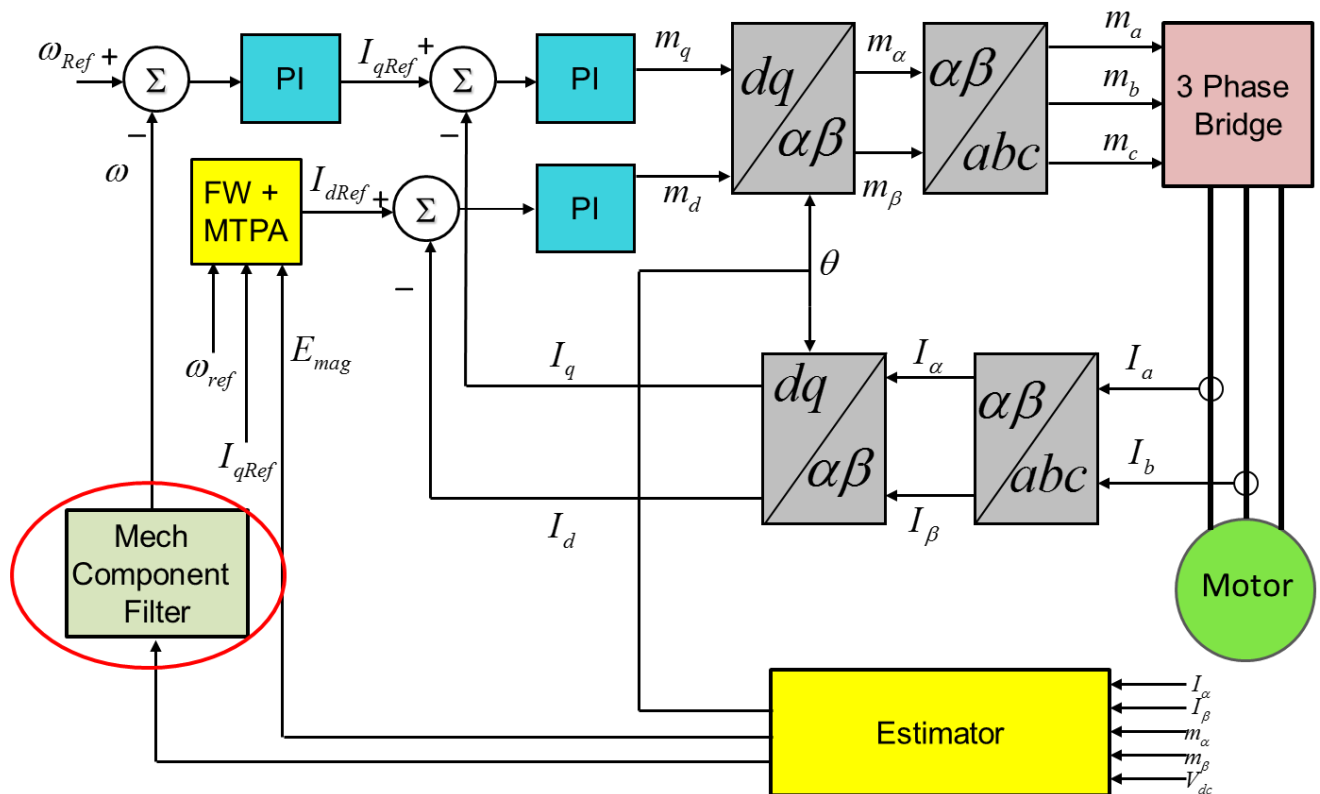 ω_Ref +
Σ
−
PI
I_qRef
+
Σ
−
PI
m_q
dq
αβ
m_α
m_β
αβ
abc
m_a
m_b
m_c
3 Phase
Bridge
ω
FW +
MTPA
I_dRef +
Σ
−
PI
m_d
θ
ω_ref
I_qRef
E_mag
I_q
I_d
dq
αβ
I_α
I_β
αβ
abc
I_a
I_b
Mech
Component
Filter
Motor
Estimator
I_α
I_β
m_α
m_β
V_dc